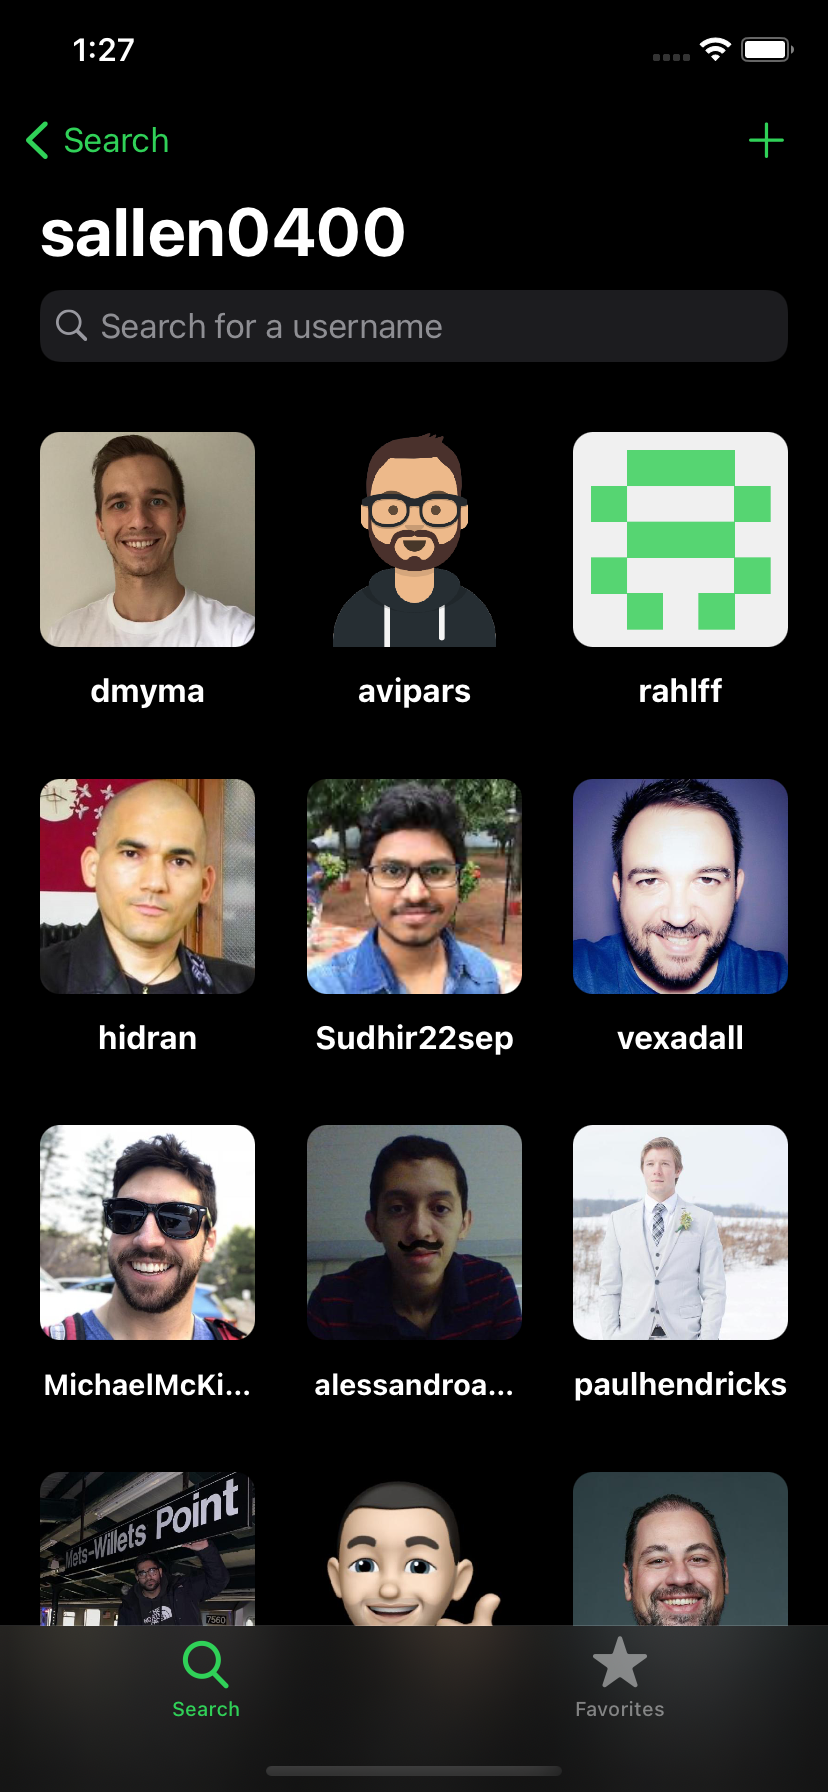 1:27
Search
sallen0400
Search for a username
dmyma
avipars
rahlff
hidran
Sudhir22sep
vexadall
MichaelMcKi...
alessandroa...
paulhendricks
Mets-Willets Point
7560
Search
Favorites